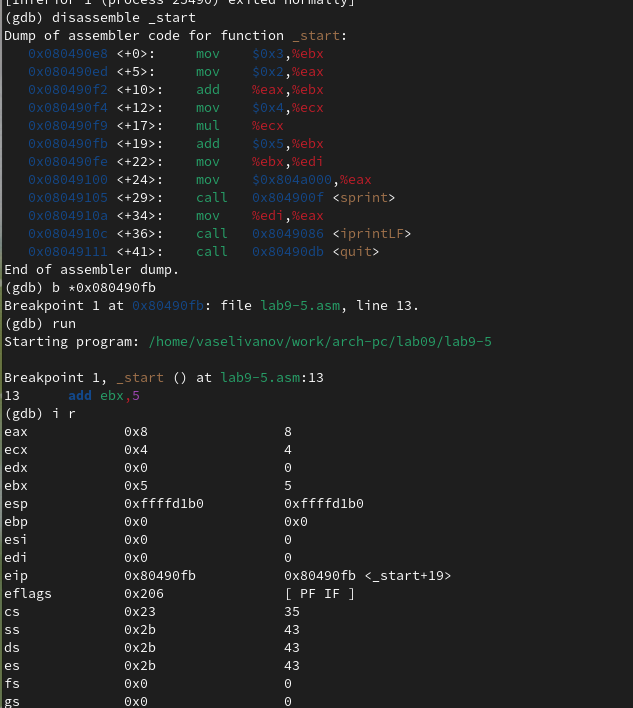 [Inferior 1 (process 25490) exited normally]
(gdb) disassemble _start
Dump of assembler code for function _start:
   0x080490e8 <+0>:     mov    $0x3,%ebx
   0x080490ed <+5>:     mov    $0x2,%eax
   0x080490f2 <+10>:    add    %eax,%ebx
   0x080490f4 <+12>:    mov    $0x4,%ecx
   0x080490f9 <+17>:    mul    %ecx
   0x080490fb <+19>:    add    $0x5,%ebx
   0x080490fe <+22>:    mov    %ebx,%edi
   0x08049100 <+24>:    mov    $0x804a000,%eax
   0x08049105 <+29>:    call   0x804900f <sprint>
   0x0804910a <+34>:    mov    %edi,%eax
   0x0804910c <+36>:    call   0x8049086 <iprintLF>
   0x08049111 <+41>:    call   0x80490db <quit>
End of assembler dump.
(gdb) b *0x080490fb
Breakpoint 1 at 0x80490fb: file lab9-5.asm, line 13.
(gdb) run
Starting program: /home/vaselivanov/work/arch-pc/lab09/lab9-5
Breakpoint 1, _start () at lab9-5.asm:13
13      add ebx,5
(gdb) i r
eax            0x8                 8
ecx            0x4                 4
edx            0x0                 0
ebx            0x5                 5
esp            0xffffd1b0          0xffffd1b0
ebp            0x0                 0x0
esi            0x0                 0
edi            0x0                 0
eip            0x80490fb           0x80490fb <_start+19>
eflags         0x206               [ PF IF ]
cs             0x23                35
ss             0x2b                43
ds             0x2b                43
es             0x2b                43
fs             0x0                 0
gs             0x0                 0